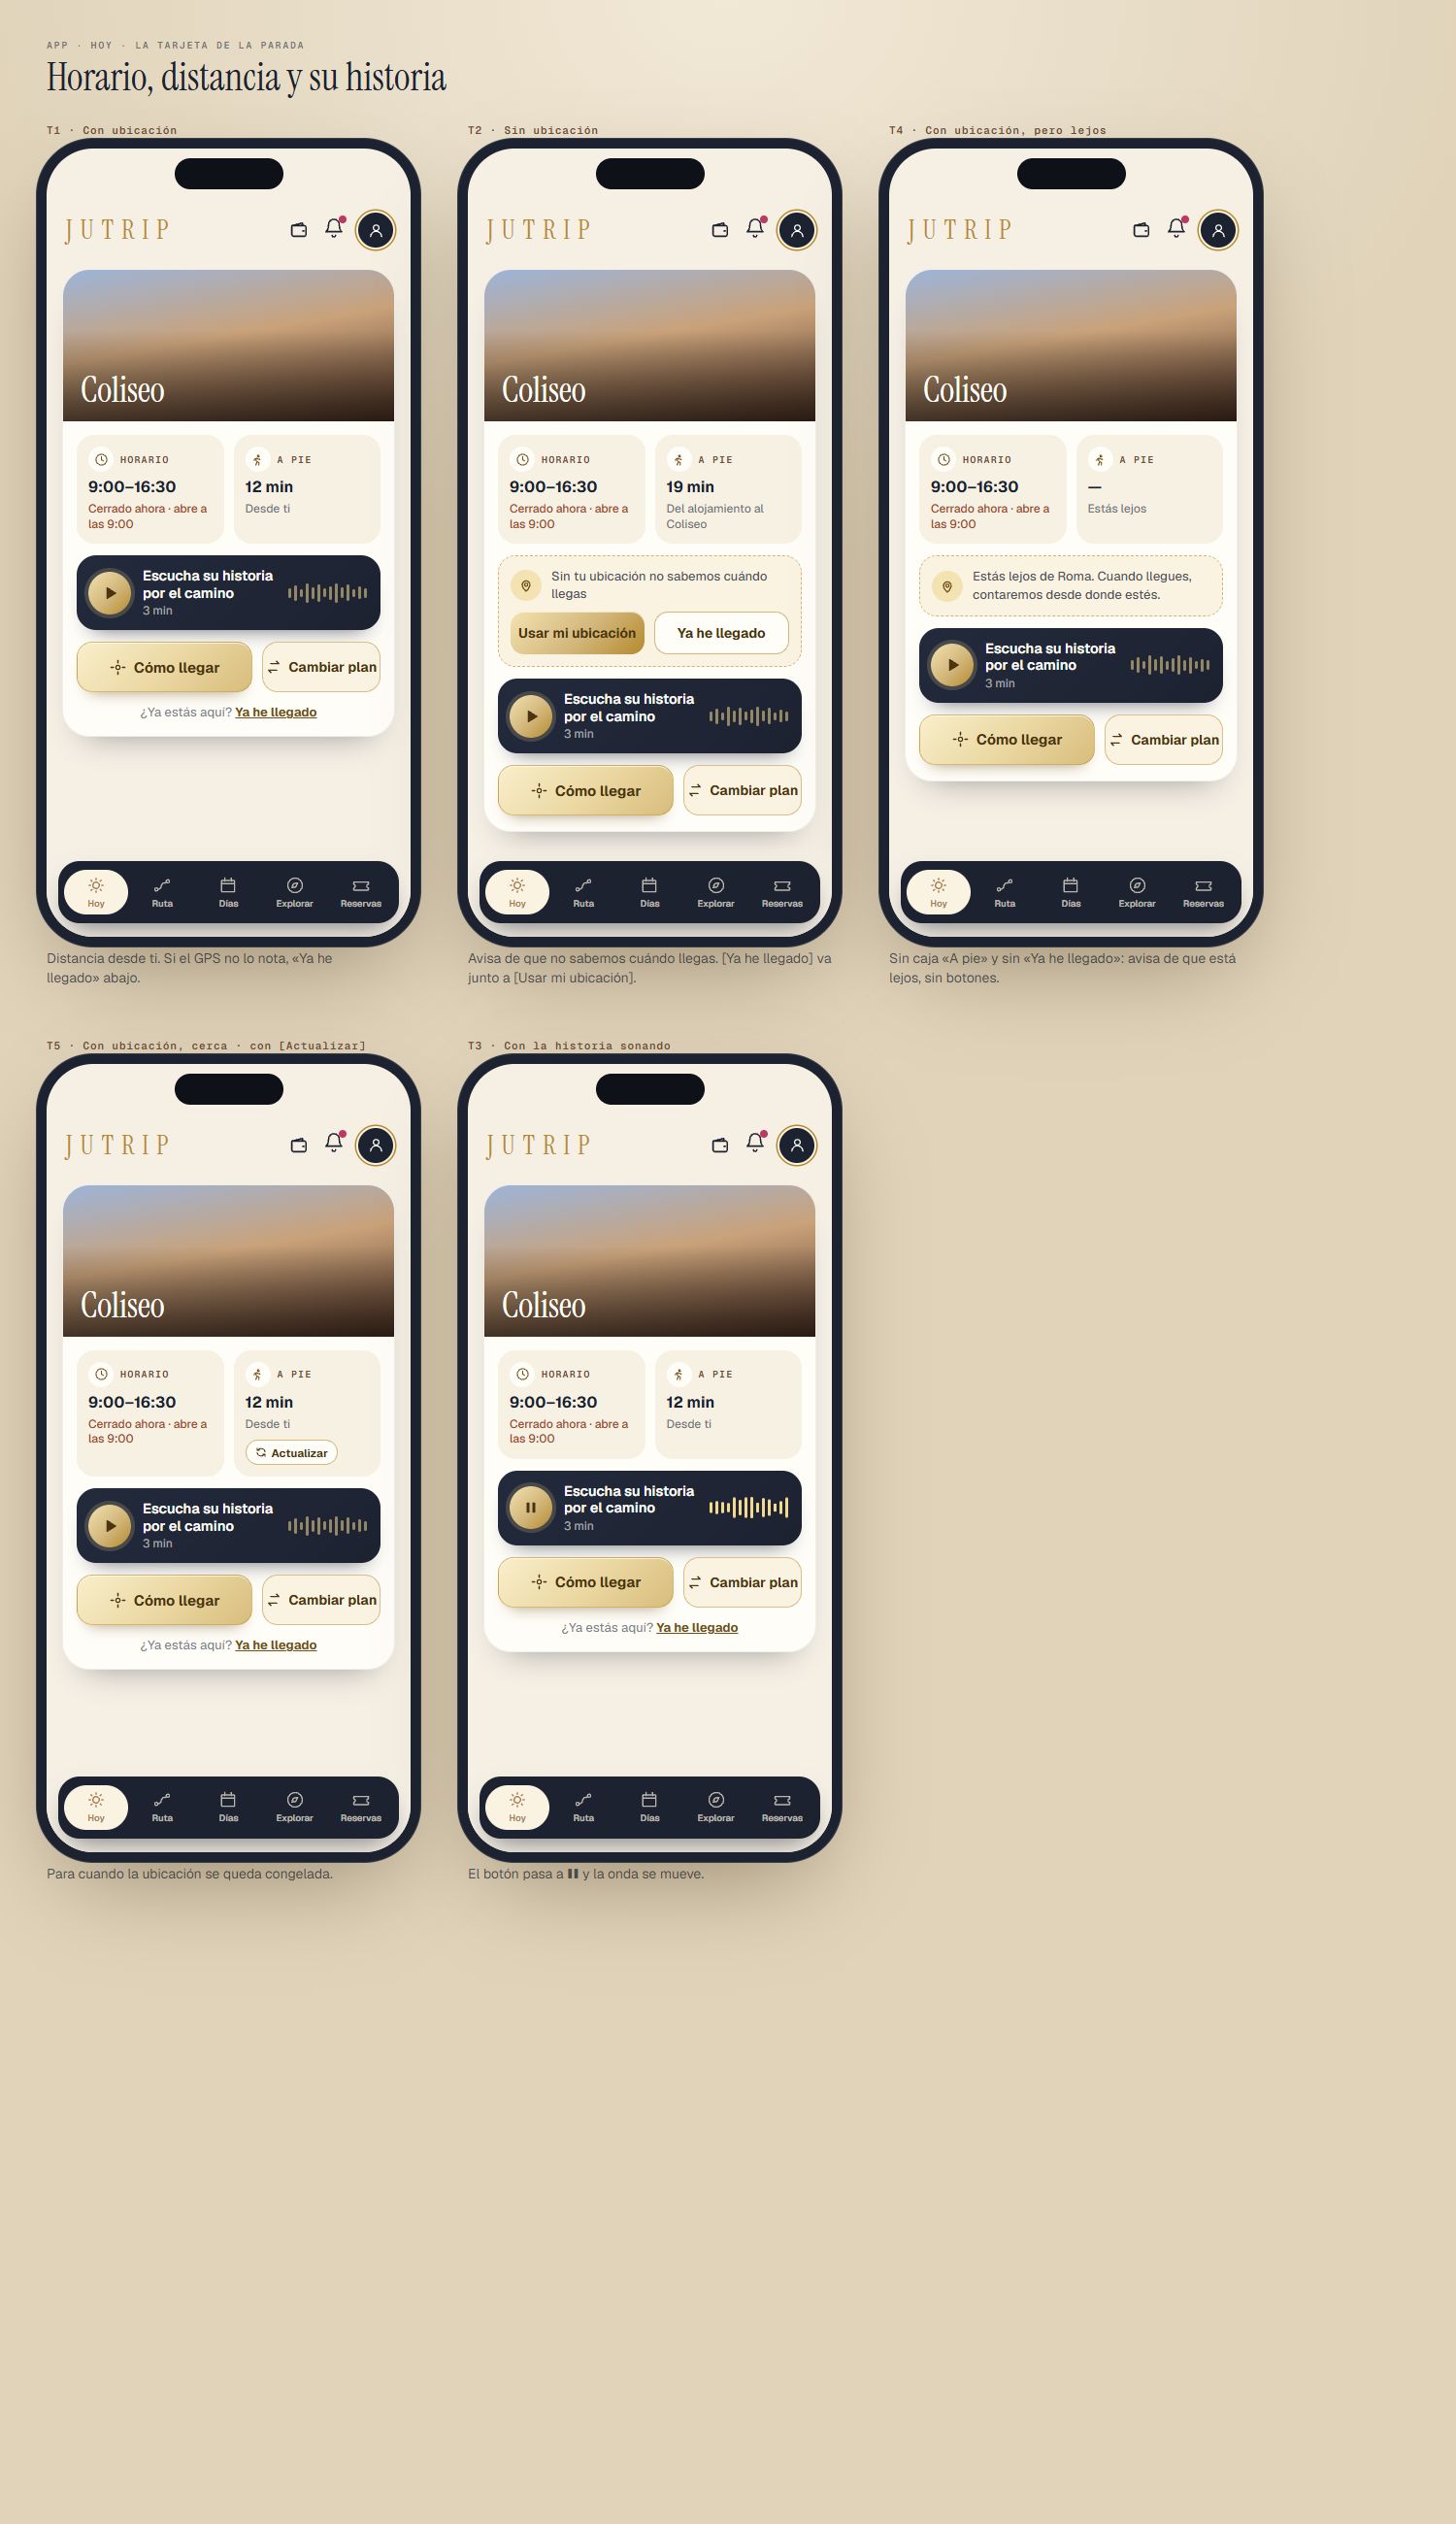 APP · HOY · LA TARJETA DE LA PARADA
Horario, distancia y su historia
T1 · Con ubicación
JUTRIP
Coliseo
HORARIO
9:00–16:30
Cerrado ahora · abre a
las 9:00
A PIE
12 min
Desde ti
Escucha su historia
por el camino
3 min
Cómo llegar
Cambiar plan
¿Ya estás aquí? Ya he llegado
Hoy
Ruta
Días
Explorar
Reservas
Distancia desde ti. Si el GPS no lo nota, «Ya he
llegado» abajo.
T2 · Sin ubicación
JUTRIP
Coliseo
HORARIO
9:00–16:30
Cerrado ahora · abre a
las 9:00
A PIE
19 min
Del alojamiento al
Coliseo
Sin tu ubicación no sabemos cuándo
llegas
Usar mi ubicación
Ya he llegado
Escucha su historia
por el camino
3 min
Cómo llegar
Cambiar plan
Hoy
Ruta
Días
Explorar
Reservas
Avisa de que no sabemos cuándo llegas. [Ya he llegado] va
junto a [Usar mi ubicación].
T4 · Con ubicación, pero lejos
JUTRIP
Coliseo
HORARIO
9:00–16:30
Cerrado ahora · abre a
las 9:00
A PIE
—
Estás lejos
Estás lejos de Roma. Cuando llegues,
contaremos desde donde estés.
Escucha su historia
por el camino
3 min
Cómo llegar
Cambiar plan
Hoy
Ruta
Días
Explorar
Reservas
Sin caja «A pie» y sin «Ya he llegado»: avisa de que está
lejos, sin botones.
T5 · Con ubicación, cerca · con [Actualizar]
JUTRIP
Coliseo
HORARIO
9:00–16:30
Cerrado ahora · abre a
las 9:00
A PIE
12 min
Desde ti
Actualizar
Escucha su historia
por el camino
3 min
Cómo llegar
Cambiar plan
¿Ya estás aquí? Ya he llegado
Hoy
Ruta
Días
Explorar
Reservas
Para cuando la ubicación se queda congelada.
T3 · Con la historia sonando
JUTRIP
Coliseo
HORARIO
9:00–16:30
Cerrado ahora · abre a
las 9:00
A PIE
12 min
Desde ti
Escucha su historia
por el camino
3 min
Cómo llegar
Cambiar plan
¿Ya estás aquí? Ya he llegado
Hoy
Ruta
Días
Explorar
Reservas
El botón pasa a ⏸ y la onda se mueve.